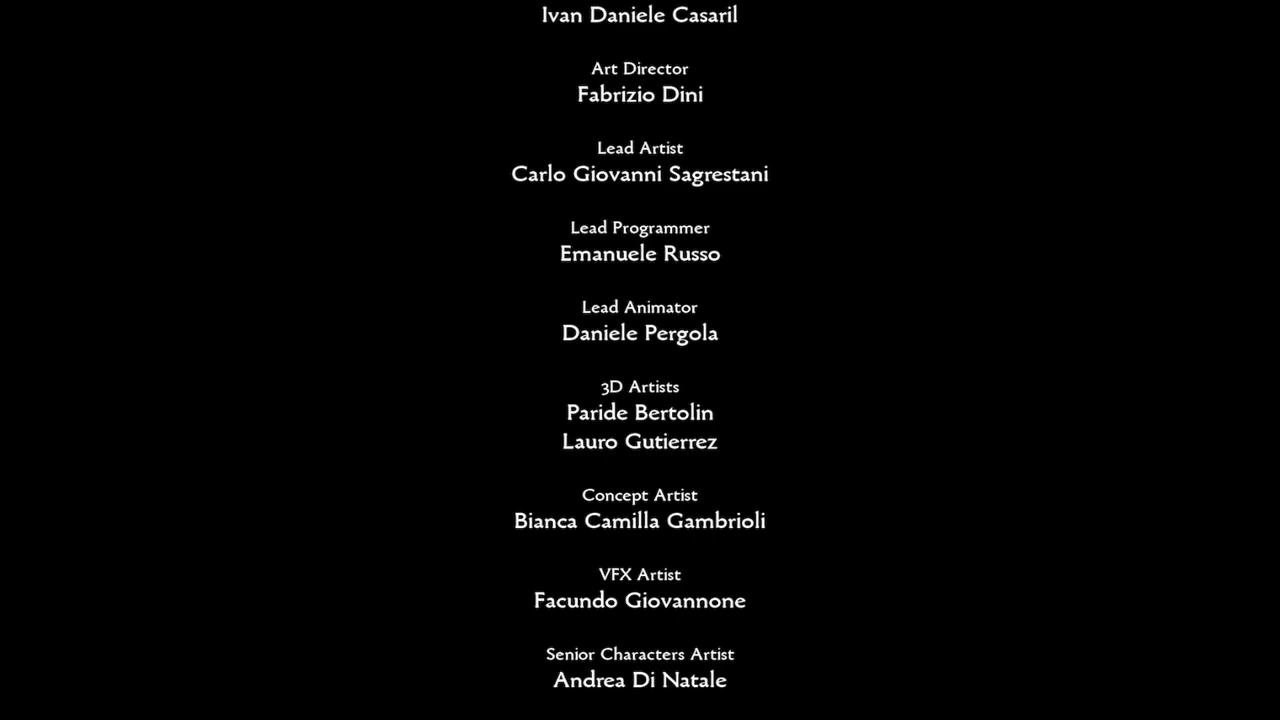 Ivan Daniele Casaril
Art Director
Fabrizio Dini
Lead Artist
Carlo Giovanni Sagrestani
Lead Programmer
Emanuele Russo
Lead Animator
Daniele Pergola
3D Artists
Paride Bertolin
Lauro Gutierrez
Concept Artist
Bianca Camilla Gambrioli
VFX Artist
Facundo Giovannone
Senior Characters Artist
Andrea Di Natale